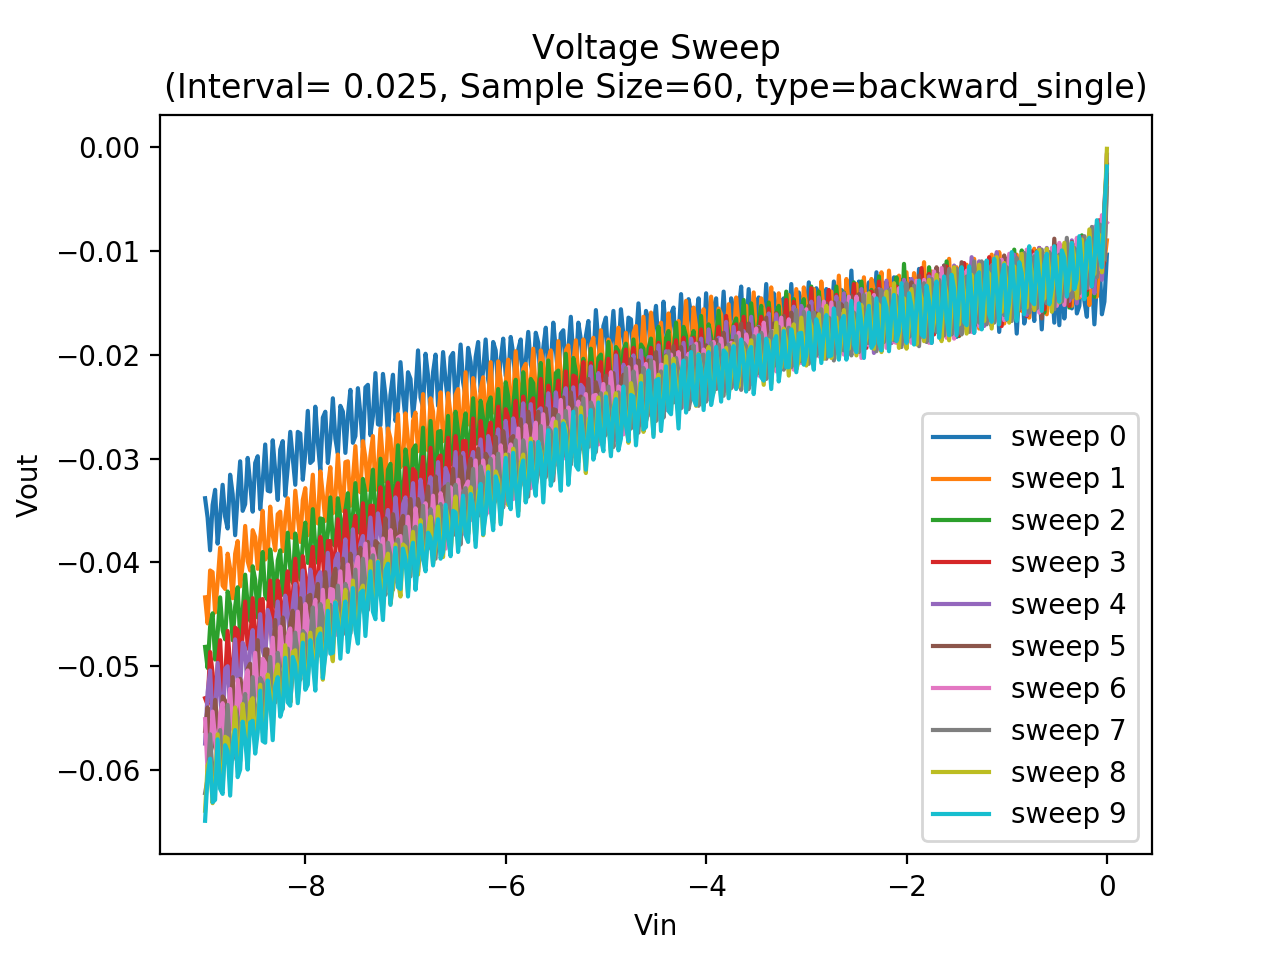 Voltage Sweep
(Interval= 0.025, Sample Size=60, type=backward_single)
0.00
−0.01
−0.02
−0.03
−0.04
−0.05
−0.06
Vout
sweep 0
sweep 1
sweep 2
sweep 3
sweep 4
sweep 5
sweep 6
sweep 7
sweep 8
sweep 9
−8 −6 −4 −2 0
Vin